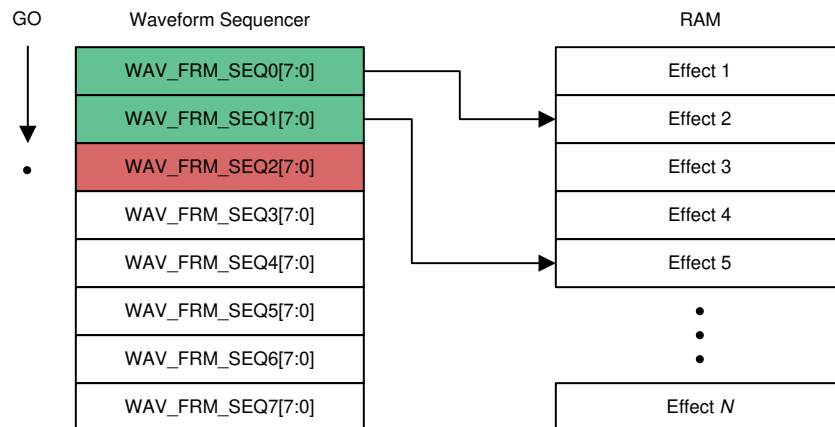 GO
Waveform Sequencer
RAM
WAV_FRM_SEQ0[7:0]
WAV_FRM_SEQ1[7:0]
WAV_FRM_SEQ2[7:0]
WAV_FRM_SEQ3[7:0]
WAV_FRM_SEQ4[7:0]
WAV_FRM_SEQ5[7:0]
WAV_FRM_SEQ6[7:0]
WAV_FRM_SEQ7[7:0]
Effect 1
Effect 2
Effect 3
Effect 4
Effect 5
Effect N